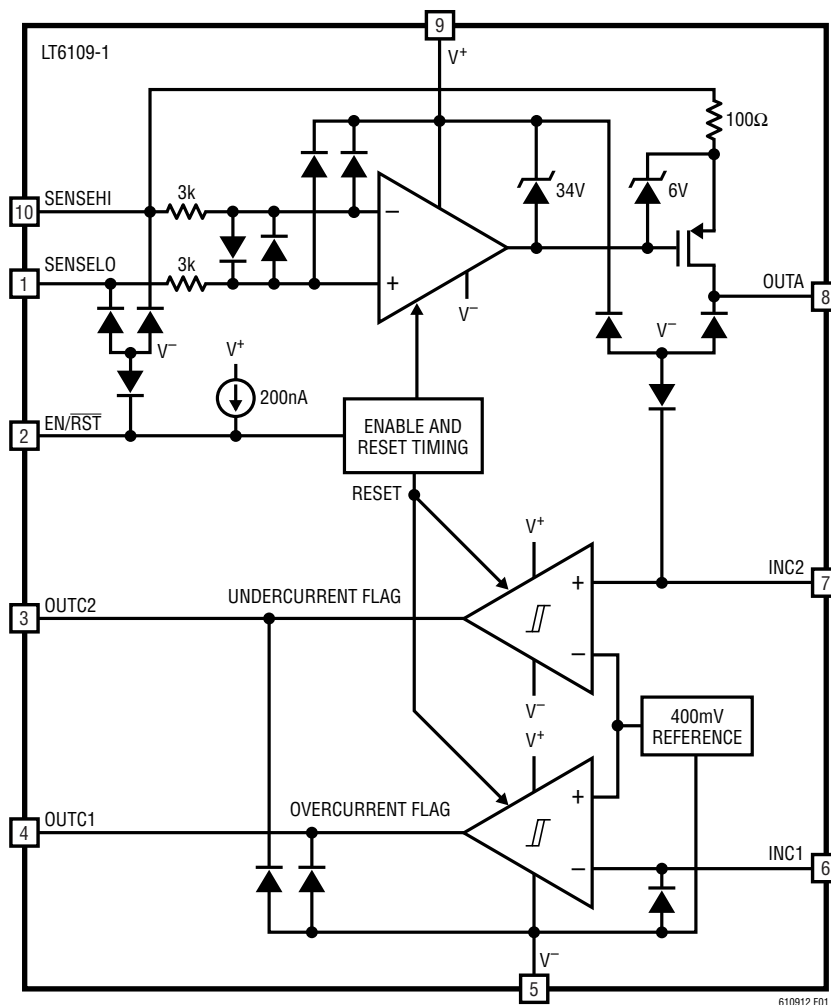 9
LT6109-1
V+
100Ω
34V
6V
3k
10
SENSEHI
−
3k
1
SENSELO
+
V−
OUTA
8
V−
V−
V+
200nA
2
EN/RST
ENABLE AND
RESET TIMING
RESET
V+
INC2
7
+
UNDERCURRENT FLAG
3
OUTC2
−
V−
400mV
REFERENCE
V+
+
OVERCURRENT FLAG
4
OUTC1
INC1
6
−
V−
5
610912 F01